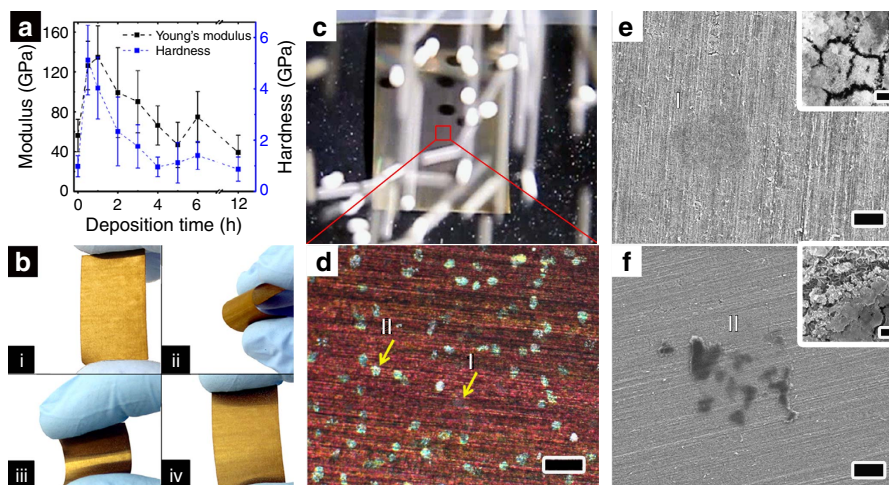 a
160
120
80
40
0
Modulus (GPa)
Young's modulus
Hardness
6
4
2
0
Hardness (GPa)
0 2 4 6 12
Deposition time (h)
b
i
ii
iii
iv
c
d
II
I
e
I
f
II